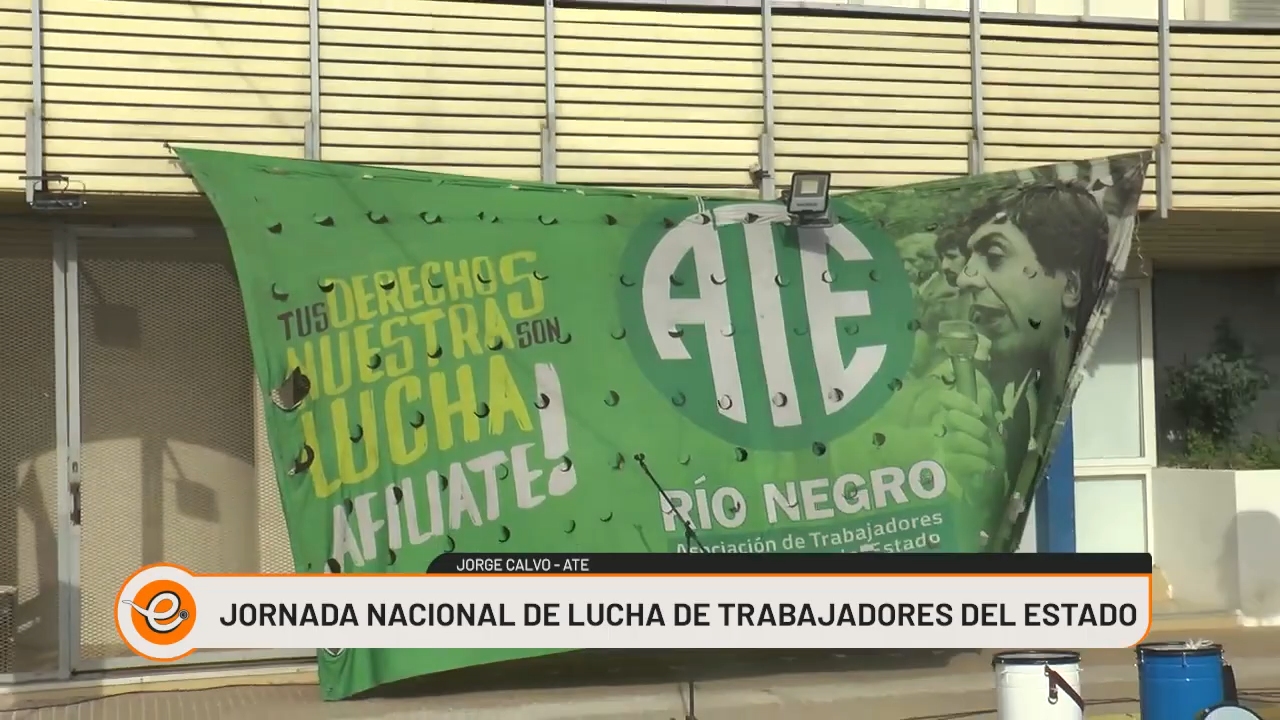 TUS DERECHOS
NUESTRA SON
LUCHA
AFILIATE!
ATE
RÍO NEGRO
Asociación de Trabajadores
Estado
JORGE CALVO - ATE
JORNADA NACIONAL DE LUCHA DE TRABAJADORES DEL ESTADO